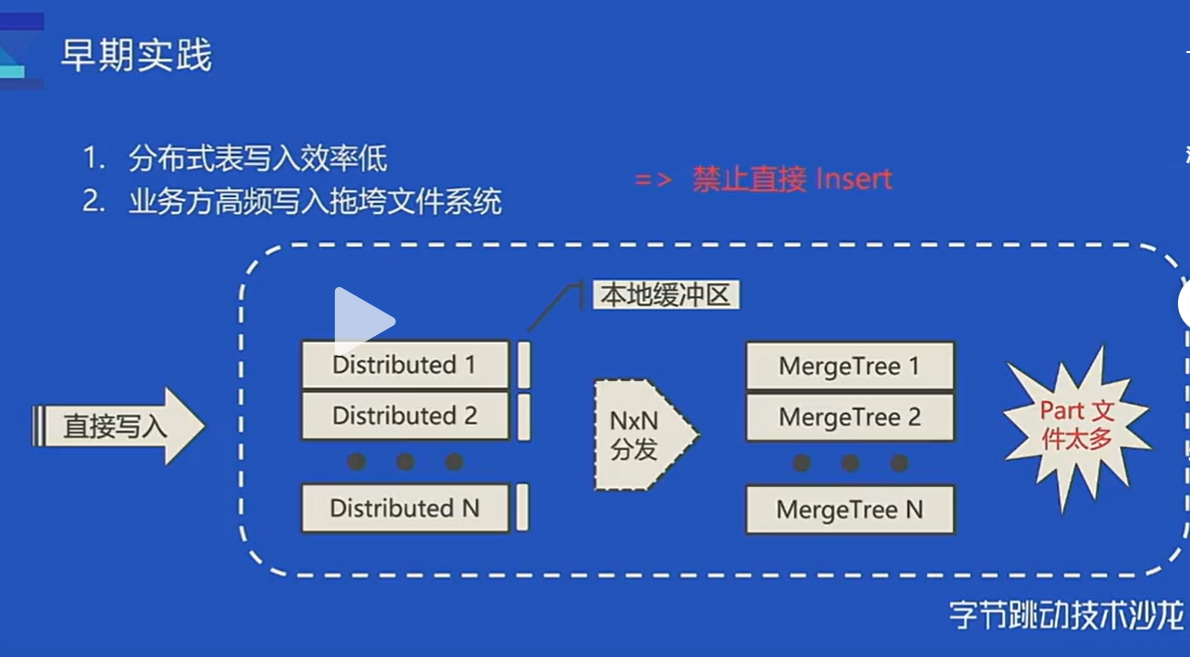 早期实践
1. 分布式表写入效率低
2. 业务方高频写入拖垮文件系统
=> 禁止直接 Insert
本地缓冲区
直接写入
Distributed 1
Distributed 2
Distributed N
NxN
分发
MergeTree 1
MergeTree 2
MergeTree N
Part 文
件太多
字节跳动技术沙龙